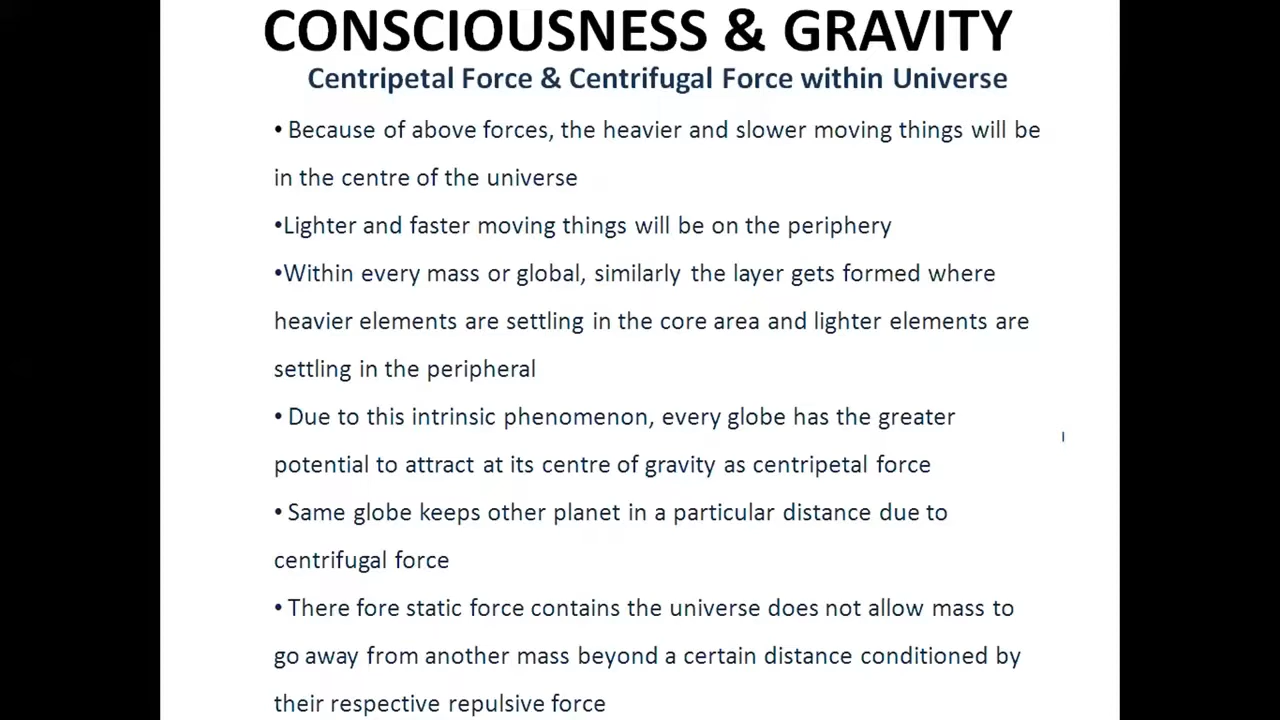 CONSCIOUSNESS & GRAVITY
Centripetal Force & Centrifugal Force within Universe
• Because of above forces, the heavier and slower moving things will be
in the centre of the universe
•Lighter and faster moving things will be on the periphery
•Within every mass or global, similarly the layer gets formed where
heavier elements are settling in the core area and lighter elements are
settling in the peripheral
• Due to this intrinsic phenomenon, every globe has the greater
potential to attract at its centre of gravity as centripetal force
• Same globe keeps other planet in a particular distance due to
centrifugal force
• There fore static force contains the universe does not allow mass to
go away from another mass beyond a certain distance conditioned by
their respective repulsive force